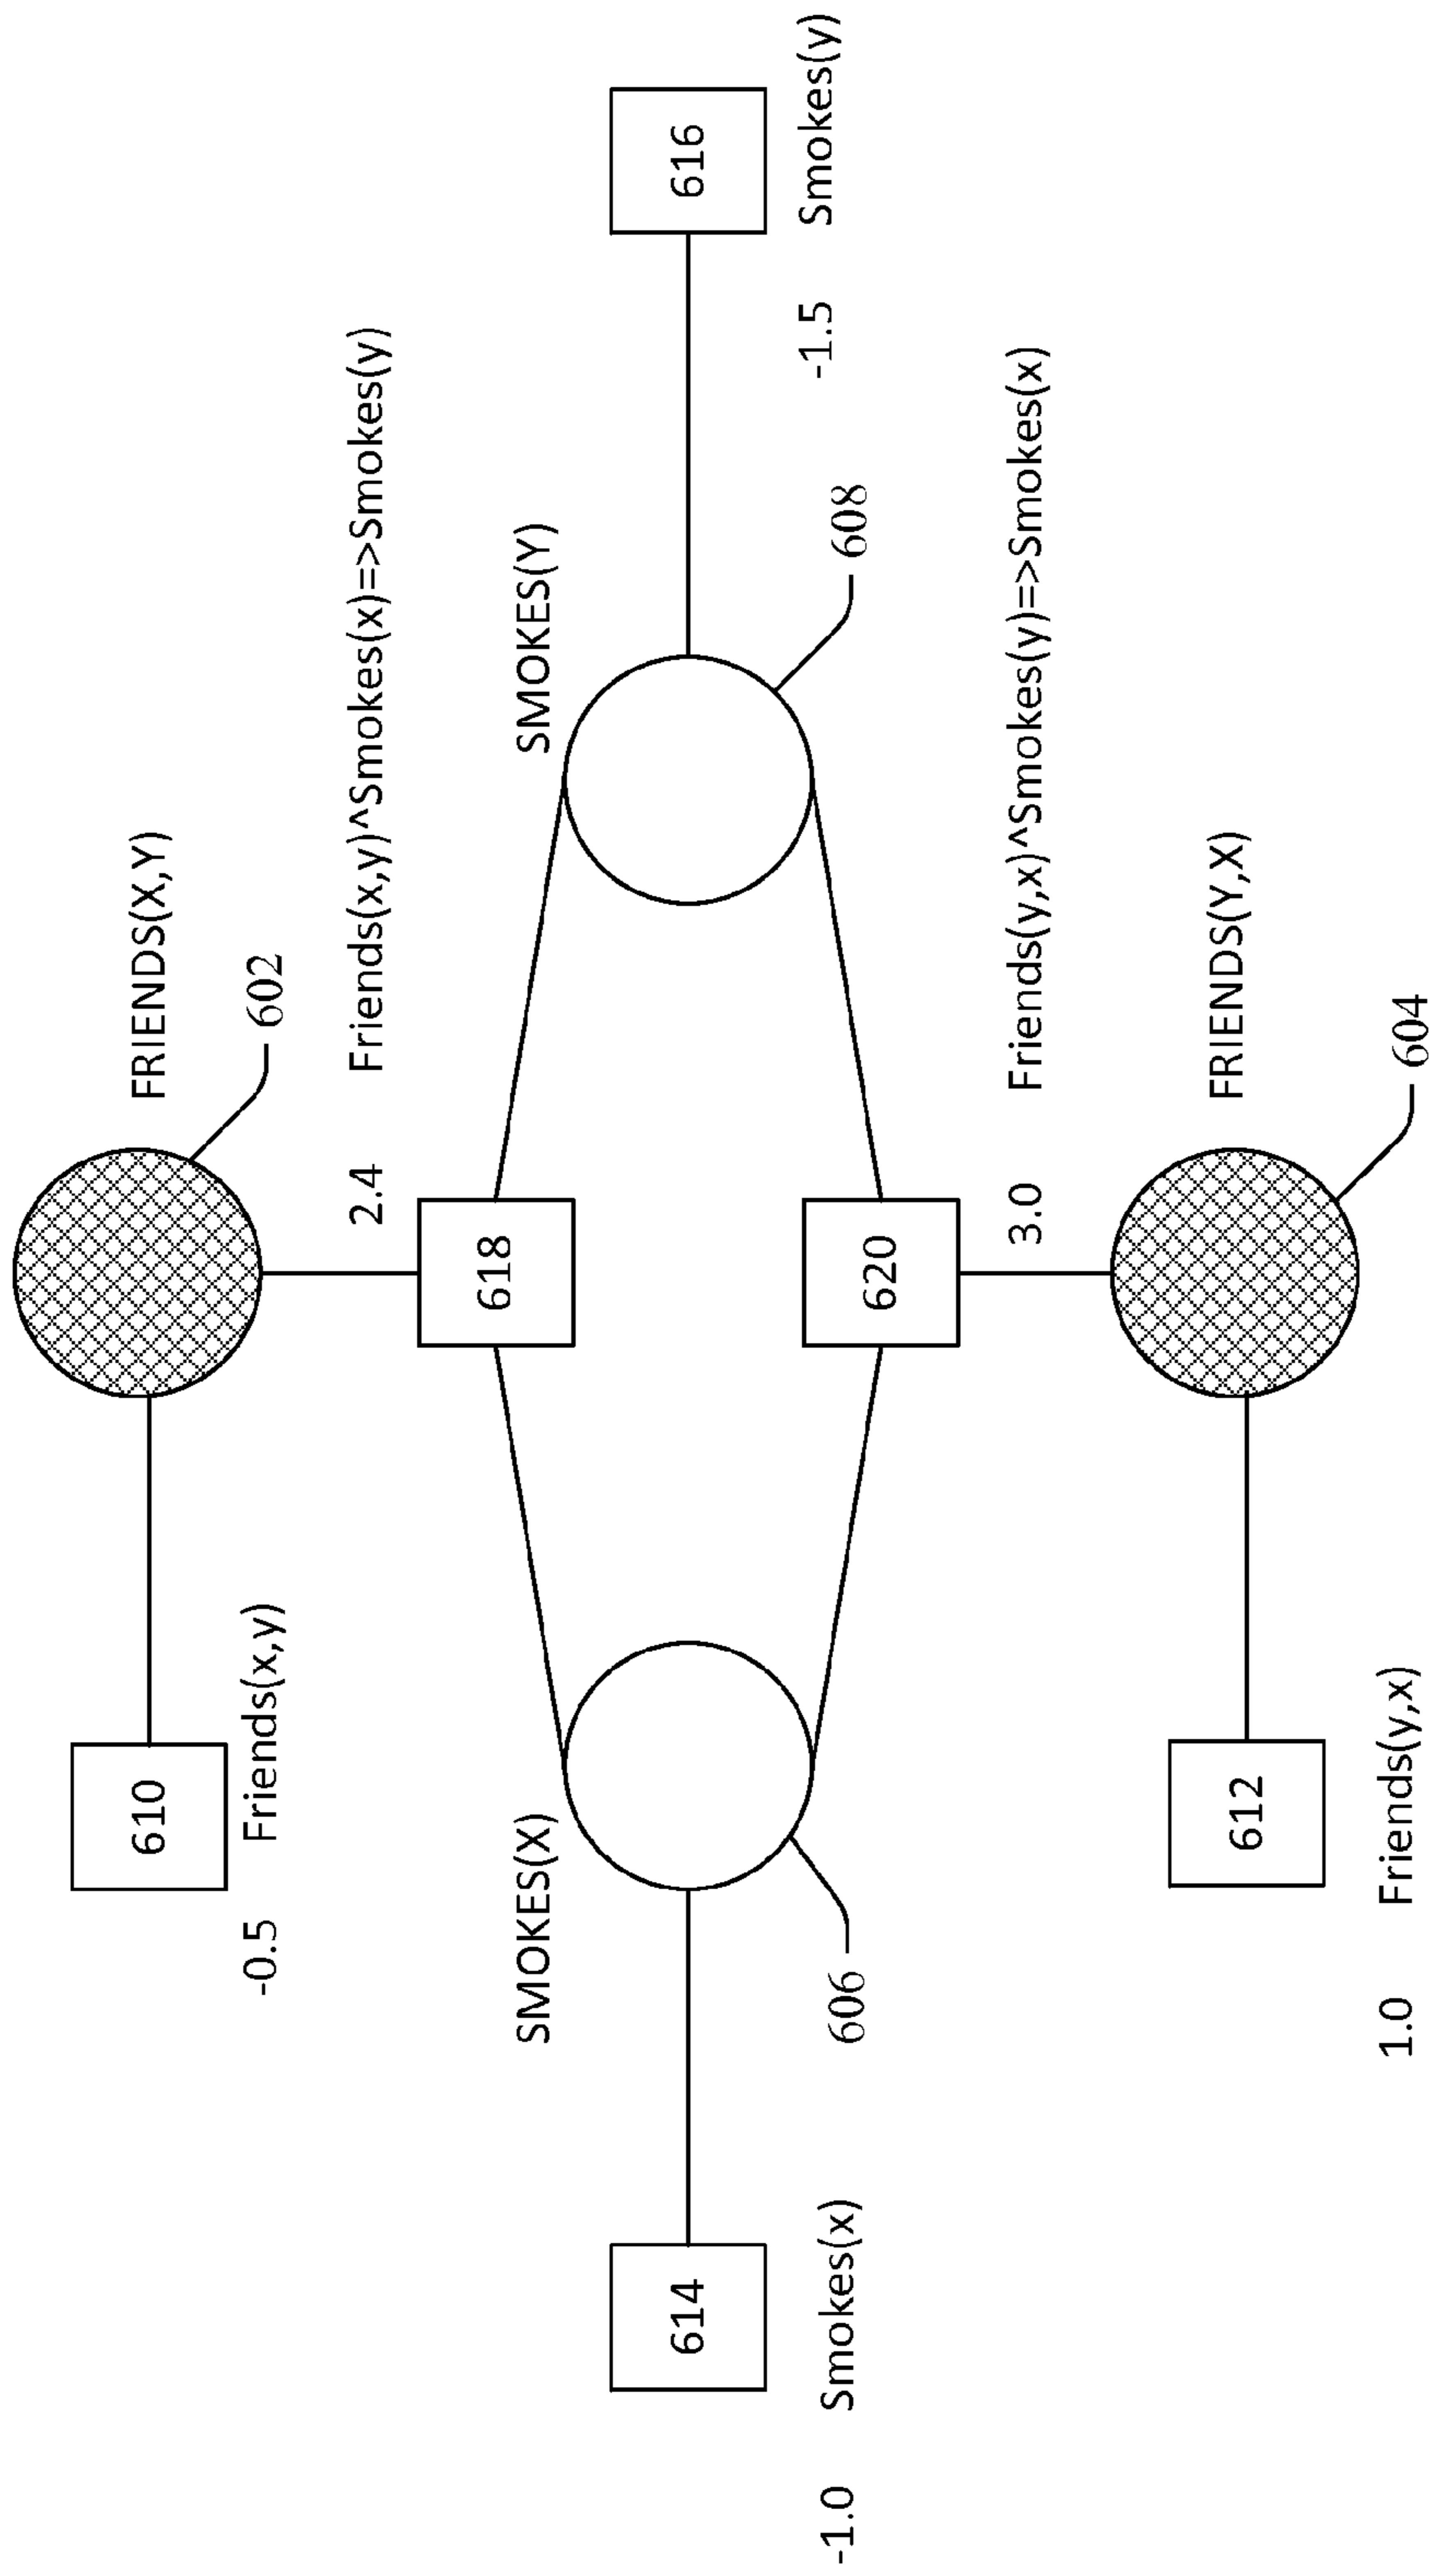 FRIENDS(X,Y)
602
610
-0.5 Friends(x,y)
2.4 Friends(x,y)^Smokes(x)=>Smokes(y)
618
SMOKES(X)
SMOKES(Y)
614
616
-1.0 Smokes(x)
606
-1.5 Smokes(y)
608
620
3.0 Friends(y,x)^Smokes(y)=>Smokes(x)
FRIENDS(Y,X)
612
604
1.0 Friends(y,x)